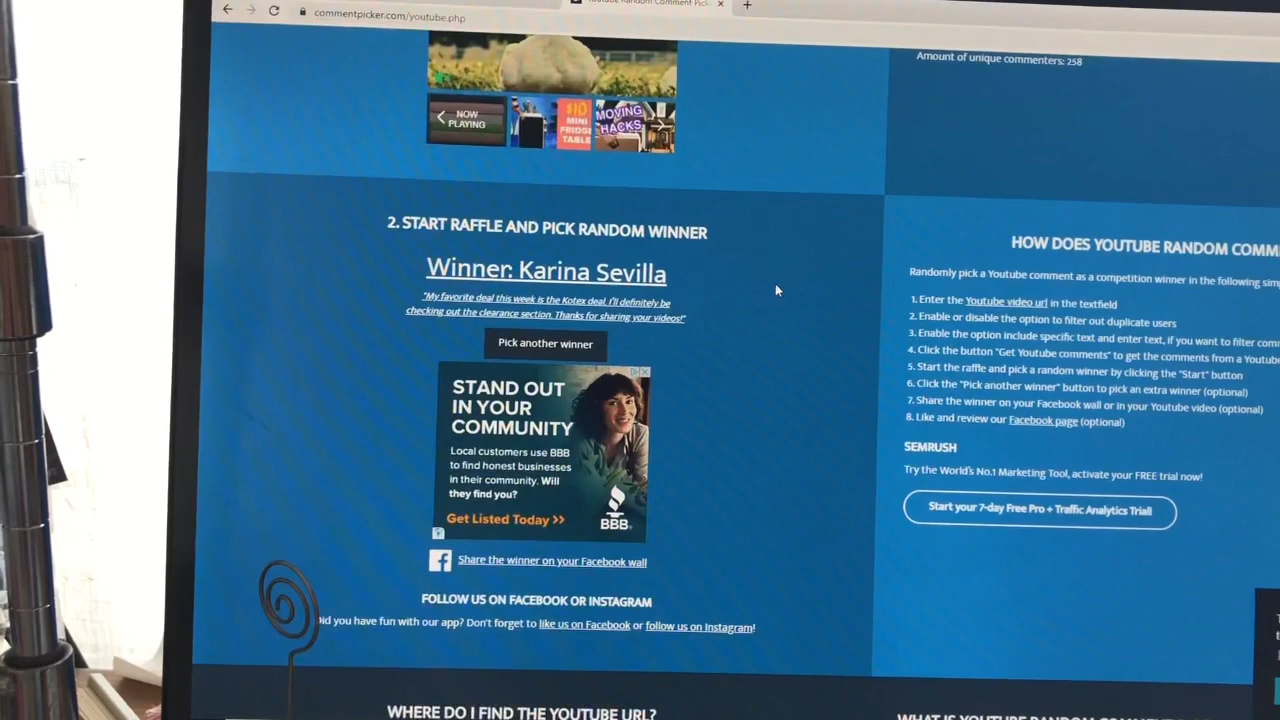 commentpicker.com/youtube.php
Youtube Random Comment Pick
NOW
PLAYING
$10
MINI
FRIDGE
TABLE
MOVING
HACKS
Amount of unique commenters: 258
2. START RAFFLE AND PICK RANDOM WINNER
Winner: Karina Sevilla
"My favorite deal this week is the Kotex deal. I'll definitely be
checking out the clearance section. Thanks for sharing your videos!"
Pick another winner
STAND OUT
IN YOUR
COMMUNITY
Local customers use BBB
to find honest businesses
in their community. Will
they find you?
Get Listed Today >>
BBB
Share the winner on your Facebook wall
FOLLOW US ON FACEBOOK OR INSTAGRAM
Did you have fun with our app? Don't forget to like us on Facebook or follow us on Instagram!
WHERE DO I FIND THE YOUTUBE URL?
HOW DOES YOUTUBE RANDOM COMM
Randomly pick a Youtube comment as a competition winner in the following sim
1. Enter the Youtube video url in the textfield
2. Enable or disable the option to filter out duplicate users
3. Enable the option include specific text and enter text, if you want to filter com
4. Click the button "Get Youtube comments" to get the comments from a Youtube
5. Start the raffle and pick a random winner by clicking the "Start" button
6. Click the "Pick another winner" button to pick an extra winner (optional)
7. Share the winner on your Facebook wall or in your Youtube video (optional)
8. Like and review our Facebook page (optional)
SEMRUSH
Try the World's No.1 Marketing Tool, activate your FREE trial now!
Start your 7-day Free Pro + Traffic Analytics Trial!
WHAT IS YOUTUBE RANDOM COMM